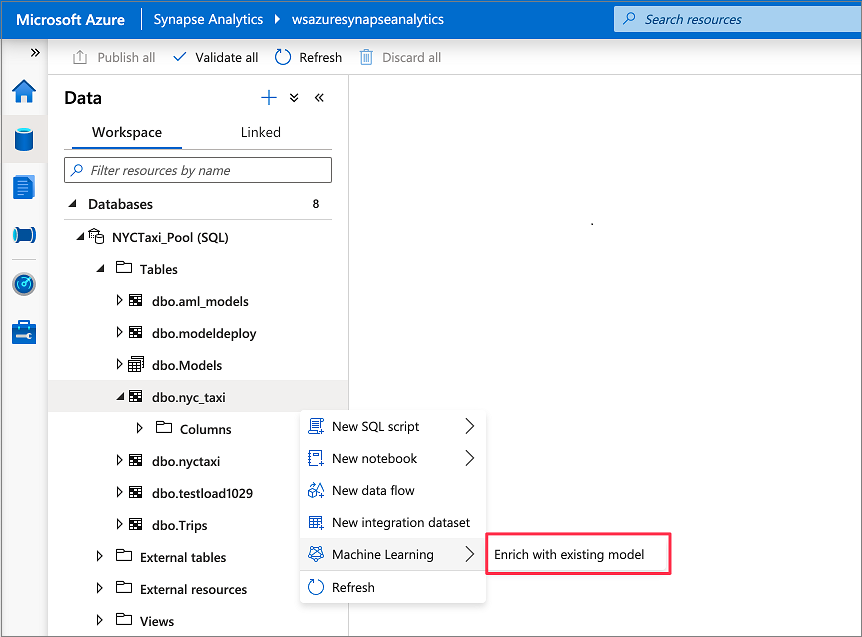 Microsoft Azure Synapse Analytics wsazuresynapseanalytics Search resources
Publish all Validate all Refresh Discard all
Data
Workspace Linked
Filter resources by name
Databases 8
NYCTaxi_Pool (SQL)
Tables
dbo.aml_models
dbo.modeldeploy
dbo.Models
dbo.nyc_taxi
Columns
dbo.nyctaxi
dbo.testload1029
dbo.Trips
External tables
External resources
Views
New SQL script
New notebook
New data flow
New integration dataset
Machine Learning
Enrich with existing model
Refresh